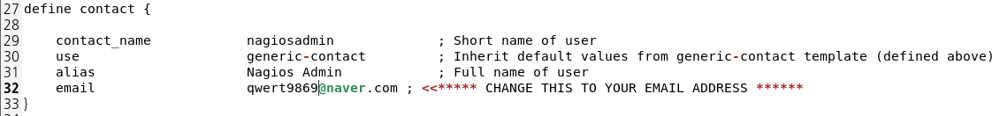 27 define contact {
28
29     contact_name            nagiosadmin             ; Short name of user
30     use                     generic-contact         ; Inherit default values from generic-contact template (defined above)
31     alias                   Nagios Admin            ; Full name of user
32     email                   qwert9869@naver.com ; <<***** CHANGE THIS TO YOUR EMAIL ADDRESS ******
33 }